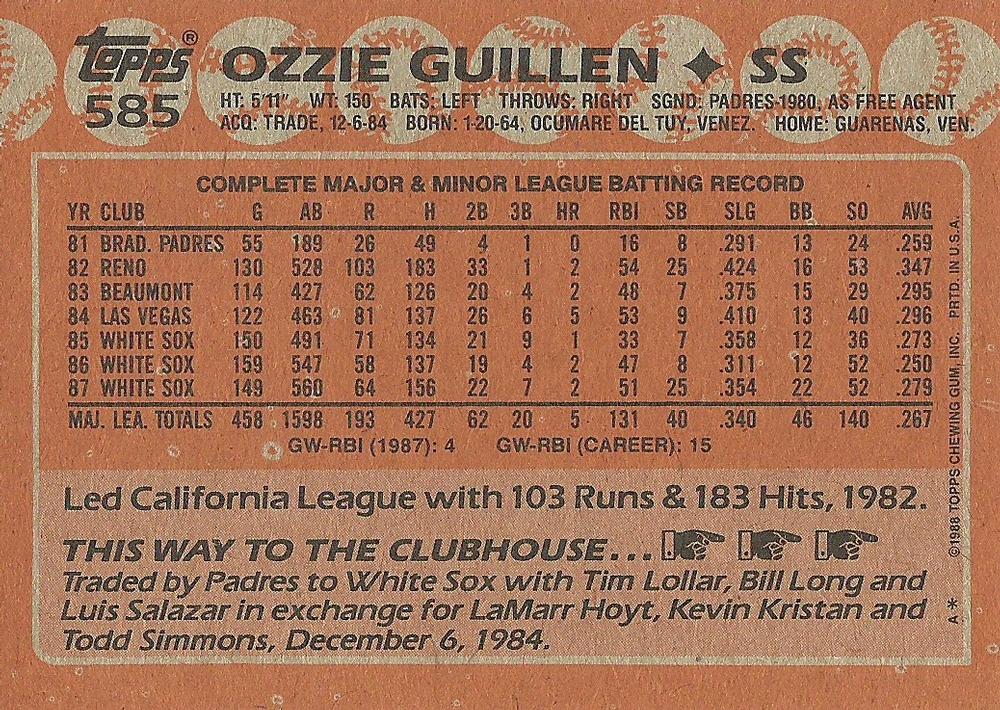 Topps®
585
OZZIE GUILLEN ✦ SS
HT: 5'11" WT: 150 BATS: LEFT THROWS: RIGHT SGND: PADRES-1980, AS FREE AGENT
ACQ: TRADE, 12-6-84 BORN: 1-20-64, OCUMARE DEL TUY, VENEZ. HOME: GUARENAS, VEN.
COMPLETE MAJOR & MINOR LEAGUE BATTING RECORD
YR CLUB G AB R H 2B 3B HR RBI SB SLG BB SO AVG
81 BRAD. PADRES 55 189 26 49 4 1 0 16 8 .291 13 24 .259
82 RENO 130 528 103 183 33 1 2 54 25 .424 16 53 .347
83 BEAUMONT 114 427 62 126 20 4 2 48 7 .375 15 29 .295
84 LAS VEGAS 122 463 81 137 26 6 5 53 9 .410 13 40 .296
85 WHITE SOX 150 491 71 134 21 9 1 33 7 .358 12 36 .273
86 WHITE SOX 159 547 58 137 19 4 2 47 8 .311 12 52 .250
87 WHITE SOX 149 560 64 156 22 7 2 51 25 .354 22 52 .279
MAJ. LEA. TOTALS 458 1598 193 427 62 20 5 131 40 .340 46 140 .267
GW-RBI (1987): 4 GW-RBI (CAREER): 15
Led California League with 103 Runs & 183 Hits, 1982.
THIS WAY TO THE CLUBHOUSE...
Traded by Padres to White Sox with Tim Lollar, Bill Long and
Luis Salazar in exchange for LaMarr Hoyt, Kevin Kristan and
Todd Simmons, December 6, 1984.
A* ©1988 TOPPS CHEWING GUM, INC. PRTD. IN U.S.A.